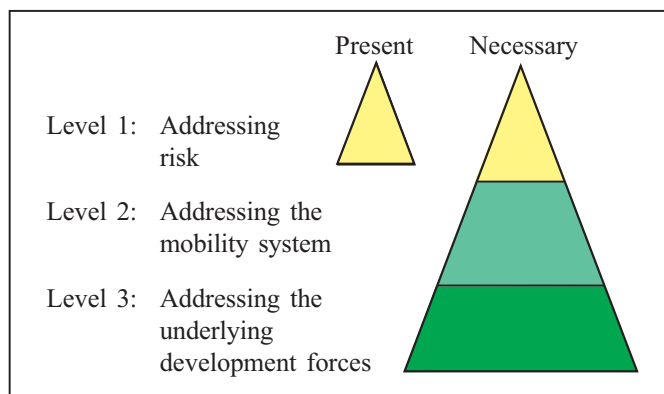 Present Necessary
Level 1: Addressing
risk
Level 2: Addressing the
mobility system
Level 3: Addressing the
underlying
development forces